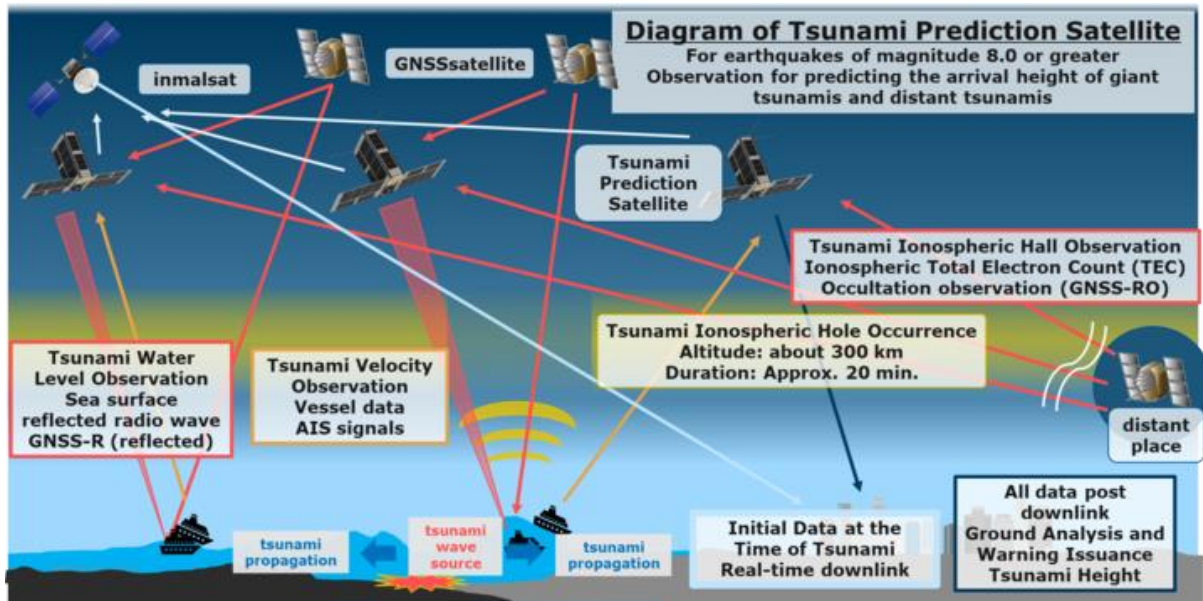 Diagram of Tsunami Prediction Satellite
For earthquakes of magnitude 8.0 or greater
Observation for predicting the arrival height of giant
tsunamis and distant tsunamis
inmalsat
GNSSsatellite
Tsunami
Prediction
Satellite
Tsunami Ionospheric Hall Observation
Ionospheric Total Electron Count (TEC)
Occultation observation (GNSS-RO)
Tsunami Ionospheric Hole Occurrence
Altitude: about 300 km
Duration: Approx. 20 min.
Tsunami Water
Level Observation
Sea surface
reflected radio wave
GNSS-R (reflected)
Tsunami Velocity
Observation
Vessel data
AIS signals
distant
place
tsunami
propagation
tsunami
wave
source
tsunami
propagation
Initial Data at the
Time of Tsunami
Real-time downlink
All data post
downlink
Ground Analysis and
Warning Issuance
Tsunami Height